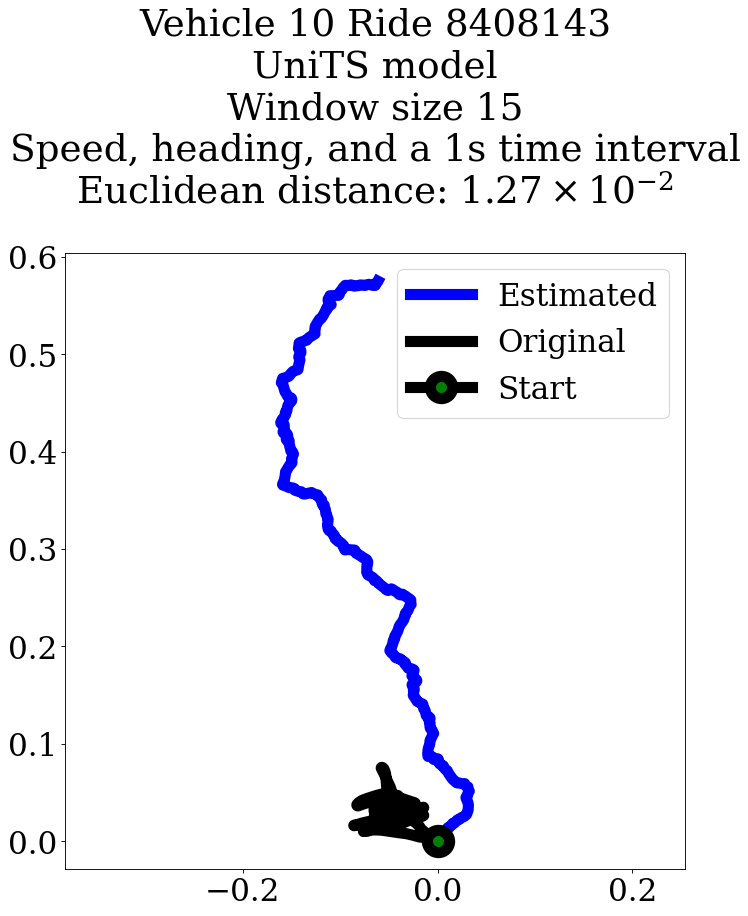 Vehicle 10 Ride 8408143
UniTS model
Window size 15
Speed, heading, and a 1s time interval
Euclidean distance: 1.27 × 10⁻²
0.6
Estimated
0.5
Original
Start
0.4
0.3
0.2
0.1
0.0
−0.2
0.0
0.2